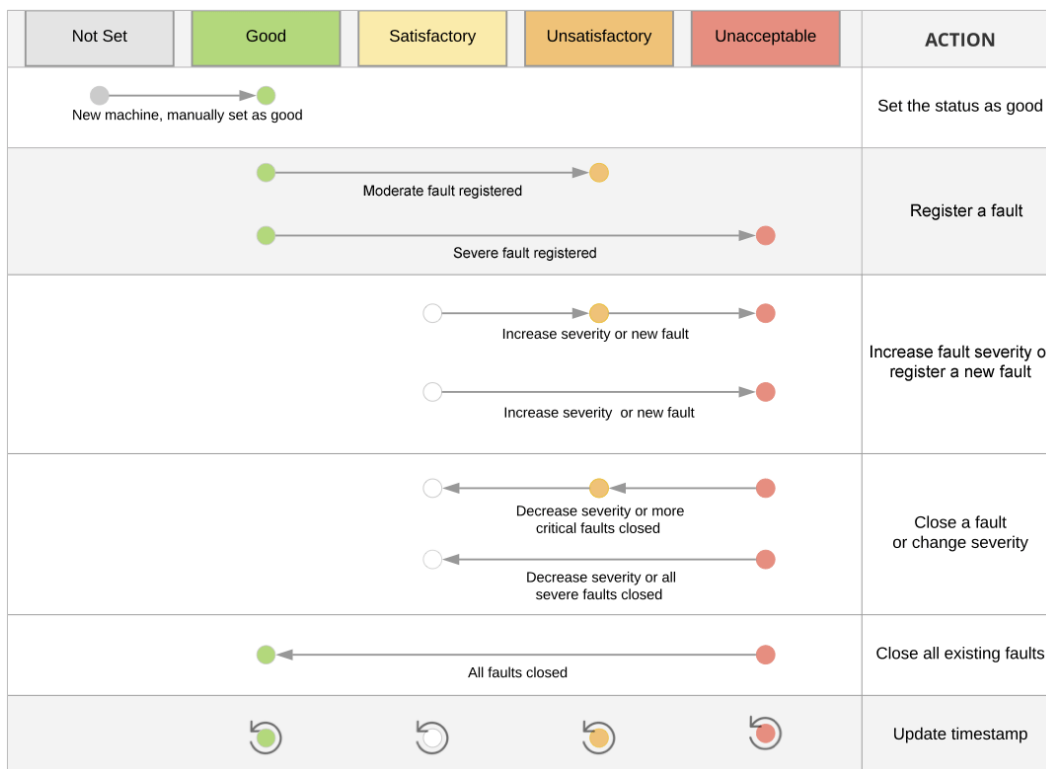 Not Set
Good
Satisfactory
Unsatisfactory
Unacceptable
ACTION
New machine, manually set as good
Set the status as good
Moderate fault registered
Severe fault registered
Register a fault
Increase severity or new fault
Increase severity or new fault
Increase fault severity o
register a new fault
Decrease severity or more
critical faults closed
Decrease severity or all
severe faults closed
Close a fault
or change severity
All faults closed
Close all existing faults
Update timestamp